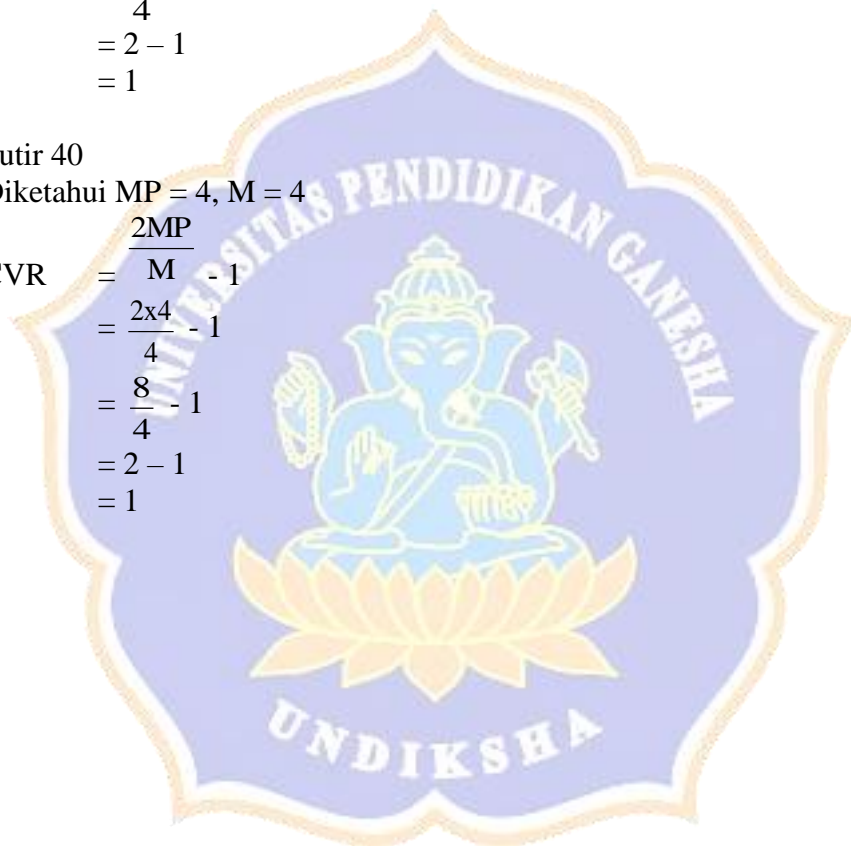 4
= 2 – 1
= 1
utir 40
Diketahui MP = 4, M = 4
CVR = 2MP/M - 1
= 2x4/4 - 1
= 8/4 - 1
= 2 – 1
= 1
UNIVERSITAS PENDIDIKAN GANESHA
UNDIKSHA